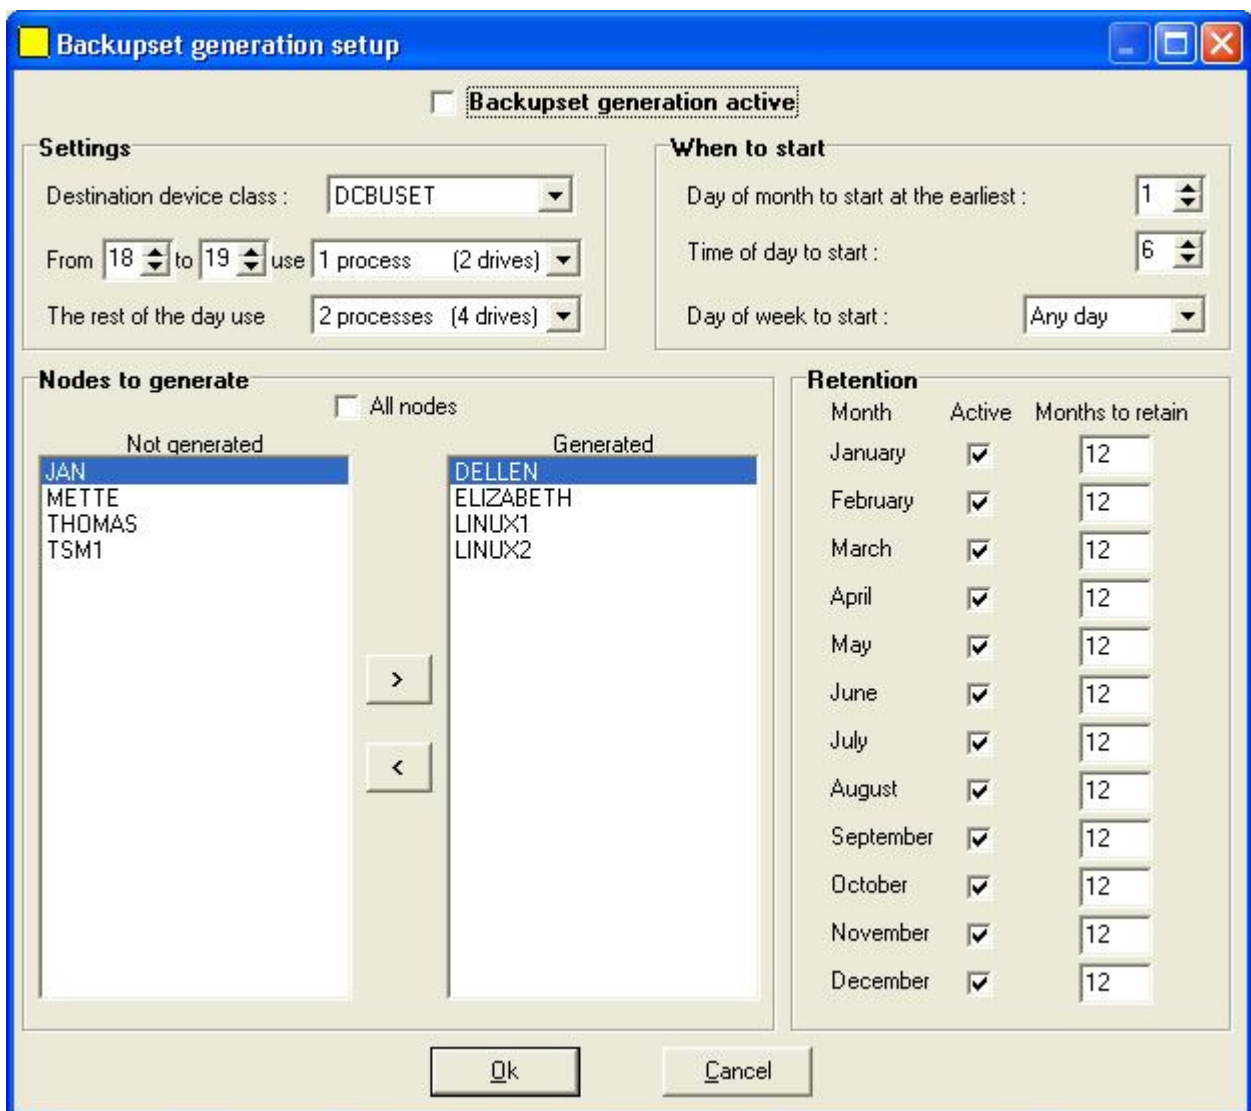 Backupset generation setup
Backupset generation active
Settings
Destination device class : DCBUSET
From 18 to 19 use 1 process (2 drives)
The rest of the day use 2 processes (4 drives)
When to start
Day of month to start at the earliest : 1
Time of day to start : 6
Day of week to start : Any day
Nodes to generate
All nodes
Not generated
JAN
METTE
THOMAS
TSM1
>
<
Generated
DELLEN
ELIZABETH
LINUX1
LINUX2
Retention
Month Active Months to retain
January 12
February 12
March 12
April 12
May 12
June 12
July 12
August 12
September 12
October 12
November 12
December 12
Ok Cancel